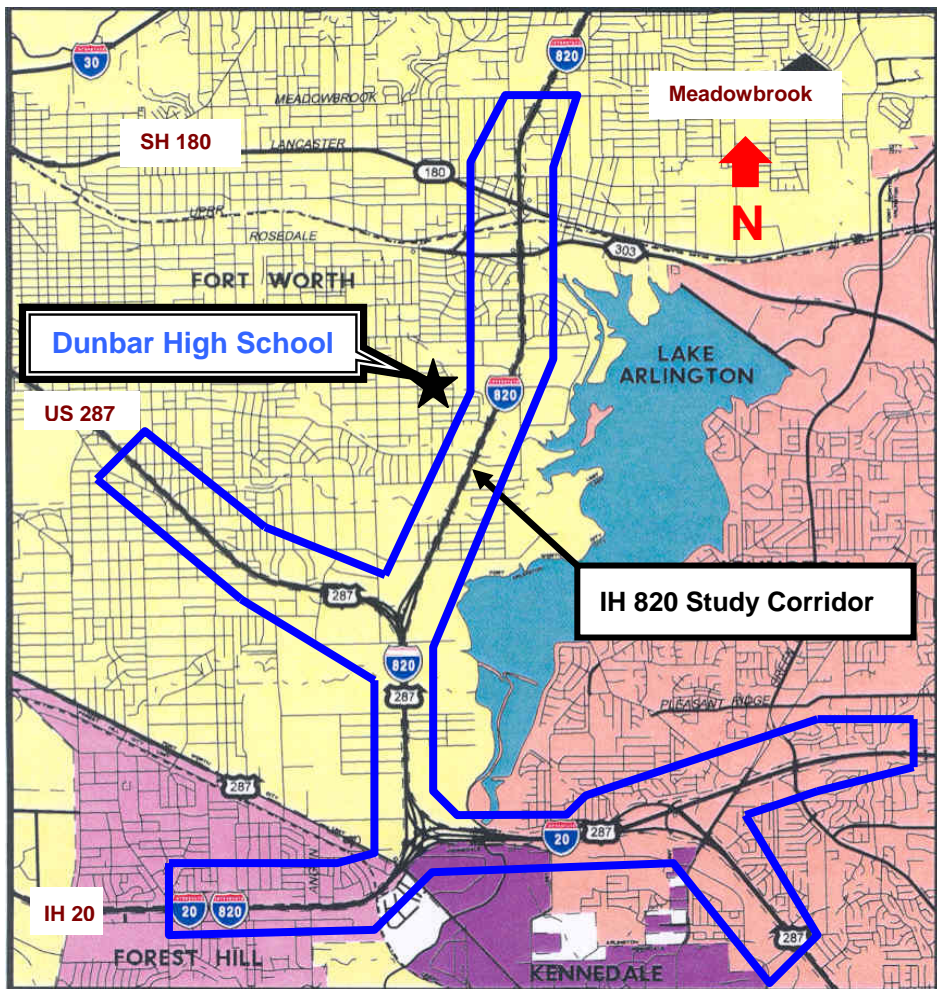 820
30
Meadowbrook
MEADOWBROOK
SH 180
LANCASTER
180
N
UPRR
ROSEDALE
303
FORT WORTH
Dunbar High School
LAKE
ARLINGTON
820
US 287
IH 820 Study Corridor
287
820
287
GREEN
PLEASANT RIDGE
287
20
287
ANGLIN
IH 20
20
820
287
FOREST HILL
KENNEDALE